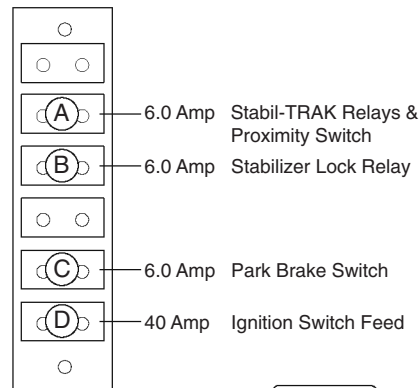 A 6.0 Amp Stabil-TRAK Relays &
Proximity Switch
B 6.0 Amp Stabilizer Lock Relay
C 6.0 Amp Park Brake Switch
D 40 Amp Ignition Switch Feed